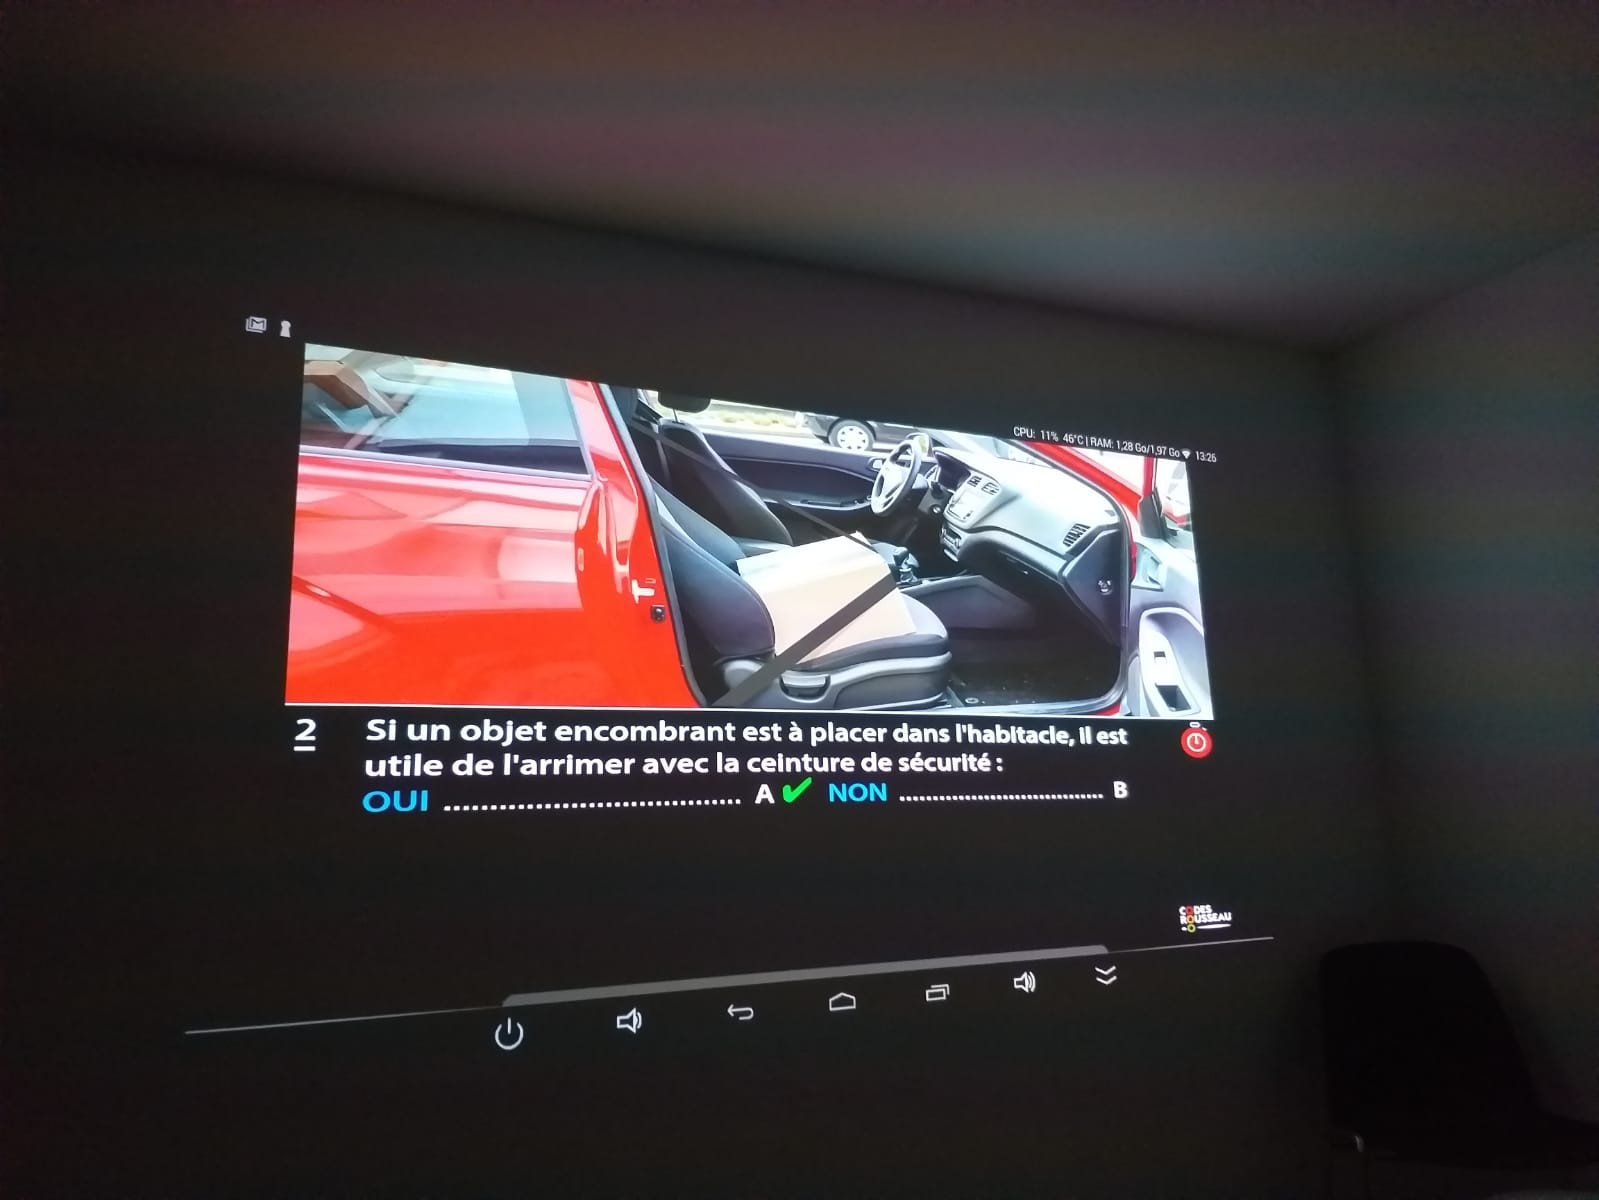 CPU: 11% 46°C | RAM: 1,28 Go/1,97 Go 13:26
2
Si un objet encombrant est à placer dans l'habitacle, il est
utile de l'arrimer avec la ceinture de sécurité :
OUI ........................................ A ✔ NON ................................... B
CODES
ROUSSEAU